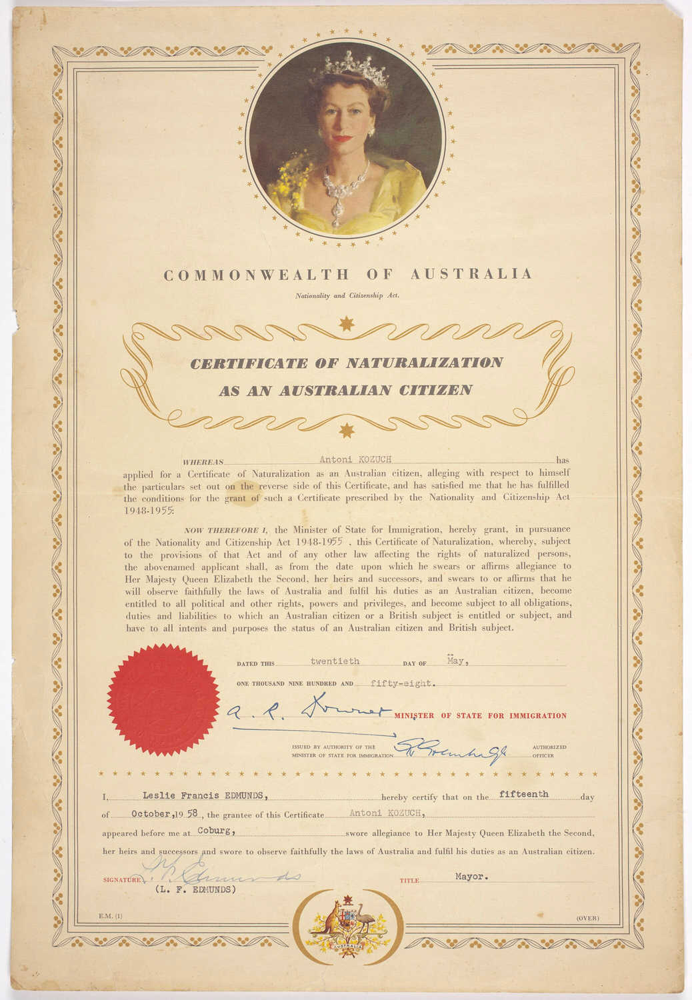 COMMONWEALTH OF AUSTRALIA
Nationality and Citizenship Act.
CERTIFICATE OF NATURALIZATION
AS AN AUSTRALIAN CITIZEN
WHEREAS Antoni KOZUCH has
applied for a Certificate of Naturalization as an Australian citizen, alleging with respect to himself
the particulars set out on the reverse side of this Certificate, and has satisfied me that he has fulfilled
the conditions for the grant of such a Certificate prescribed by the Nationality and Citizenship Act
1948-1955:
NOW THEREFORE I, the Minister of State for Immigration, hereby grant, in pursuance
of the Nationality and Citizenship Act 1948-1955 , this Certificate of Naturalization, whereby, subject
to the provisions of that Act and of any other law affecting the rights of naturalized persons,
the abovenamed applicant shall, as from the date upon which he swears or affirms allegiance to
Her Majesty Queen Elizabeth the Second, her heirs and successors, and swears to or affirms that he
will observe faithfully the laws of Australia and fulfil his duties as an Australian citizen, become
entitled to all political and other rights, powers and privileges, and become subject to all obligations,
duties and liabilities to which an Australian citizen or a British subject is entitled or subject, and
have to all intents and purposes the status of an Australian citizen and British subject.
DATED THIS twentieth DAY OF May,
ONE THOUSAND NINE HUNDRED AND fifty-eight.
A. R. Downer MINISTER OF STATE FOR IMMIGRATION
ISSUED BY AUTHORITY OF THE AUTHORIZED
MINISTER OF STATE FOR IMMIGRATION OFFICER
I, Leslie Francis EDMUNDS, hereby certify that on the fifteenth day
of October, 19 58 , the grantee of this Certificate Antoni KOZUCH,
appeared before me at Coburg, swore allegiance to Her Majesty Queen Elizabeth the Second,
her heirs and successors and swore to observe faithfully the laws of Australia and fulfil his duties as an Australian citizen.
SIGNATURE L. F. Edmunds TITLE Mayor.
(L. F. EDMUNDS)
E.M. (1) (OVER)
AUSTRALIA